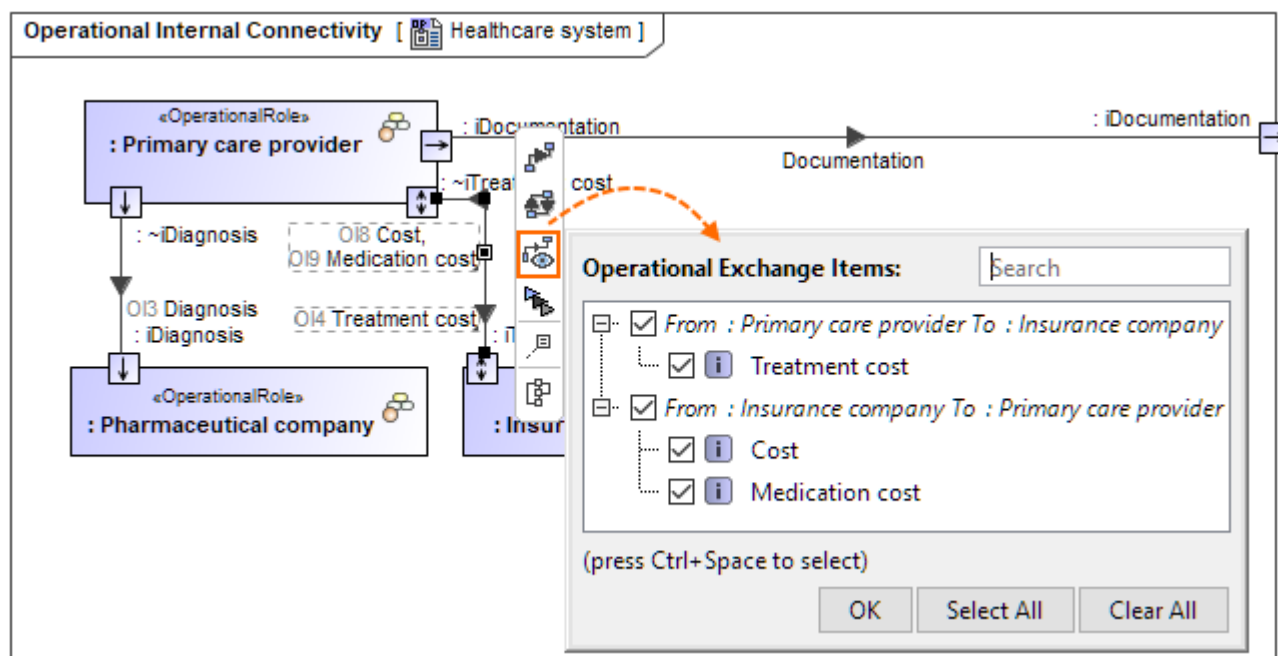 Operational Internal Connectivity [ Healthcare system ]
«OperationalRole»
: Primary care provider
: iDocumentation
: iDocumentation
Documentation
: ~iTreat cost
: ~iDiagnosis
OI8 Cost,
OI9 Medication cost
OI3 Diagnosis
: iDiagnosis
OI4 Treatment cost
«OperationalRole»
: Pharmaceutical company
: Insur
Operational Exchange Items:
Search
From : Primary care provider To : Insurance company
i Treatment cost
From : Insurance company To : Primary care provider
i Cost
i Medication cost
(press Ctrl+Space to select)
OK Select All Clear All